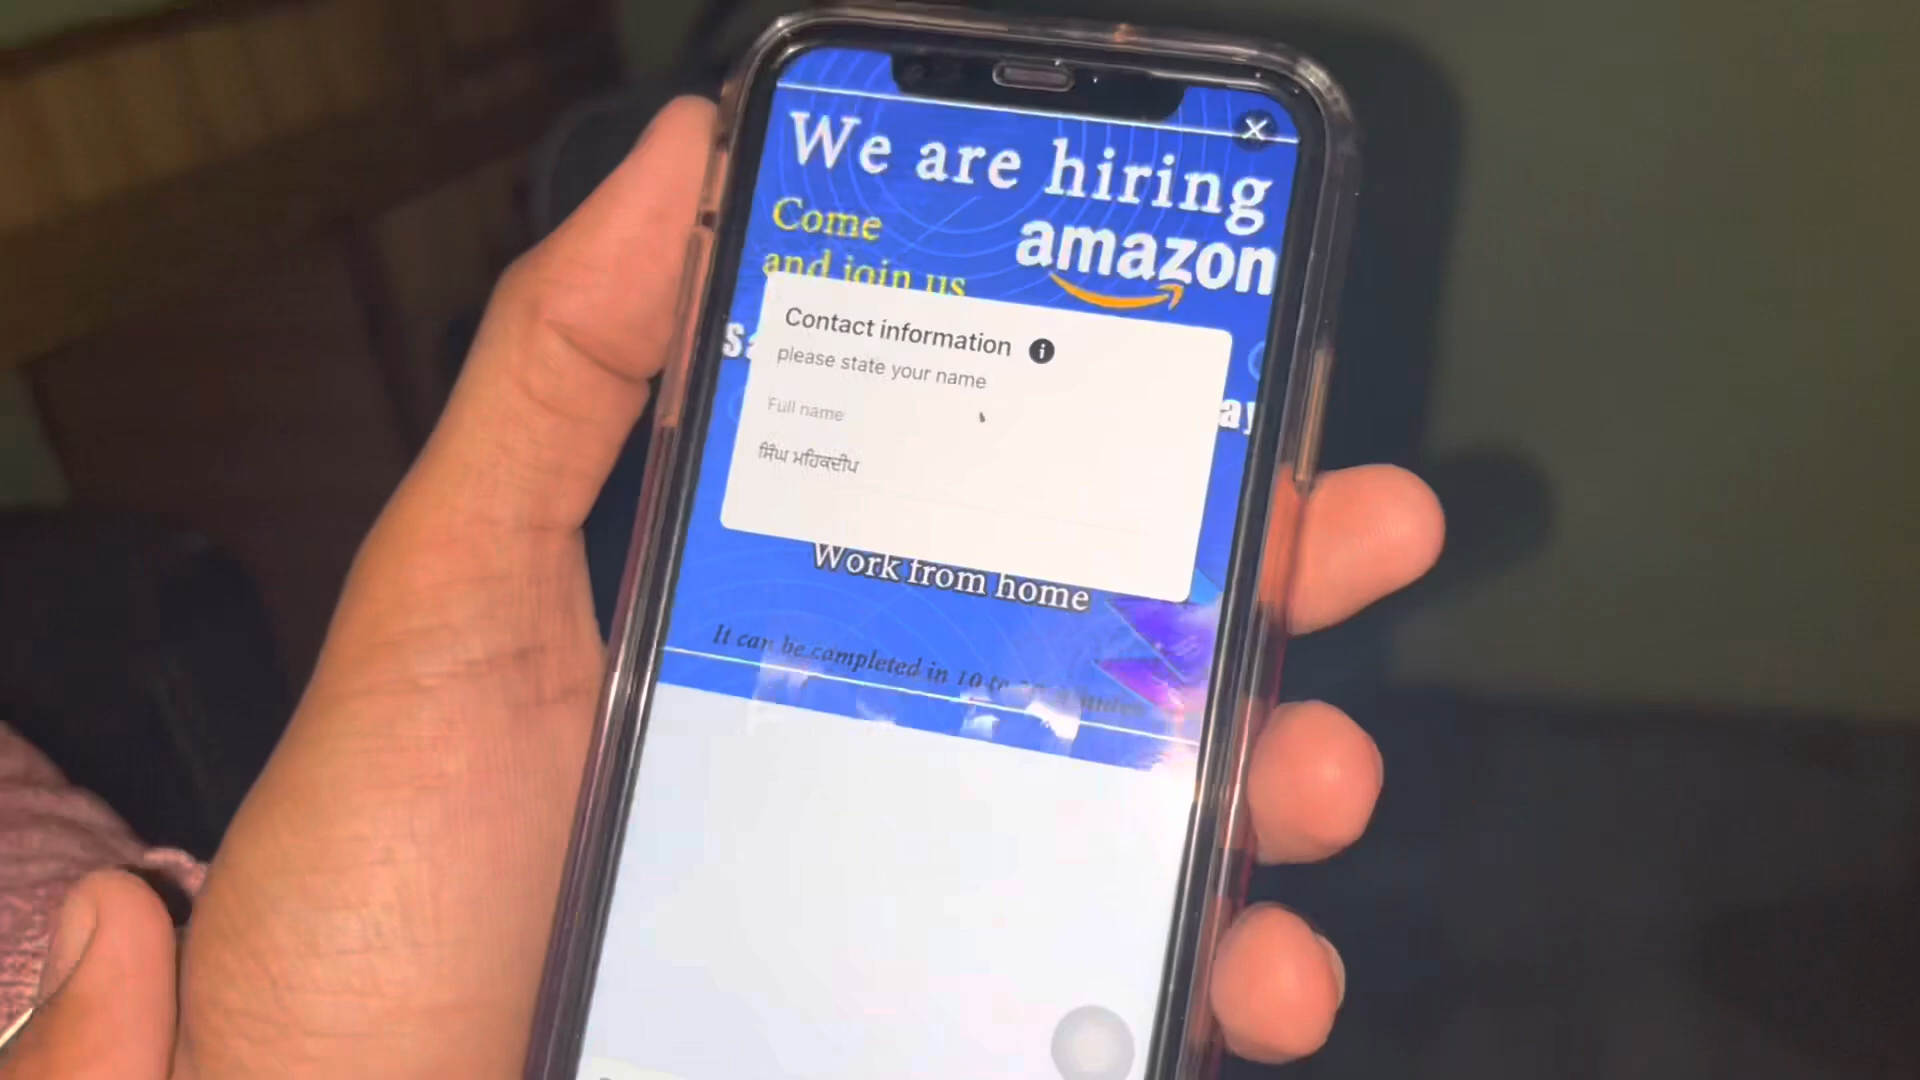 We are hiring
Come
and join us
amazon
Contact information
please state your name
Full name
ਸਿੰਘ ਮਹਿਕਦੀਪ
Work from home
It can be completed in 10 to